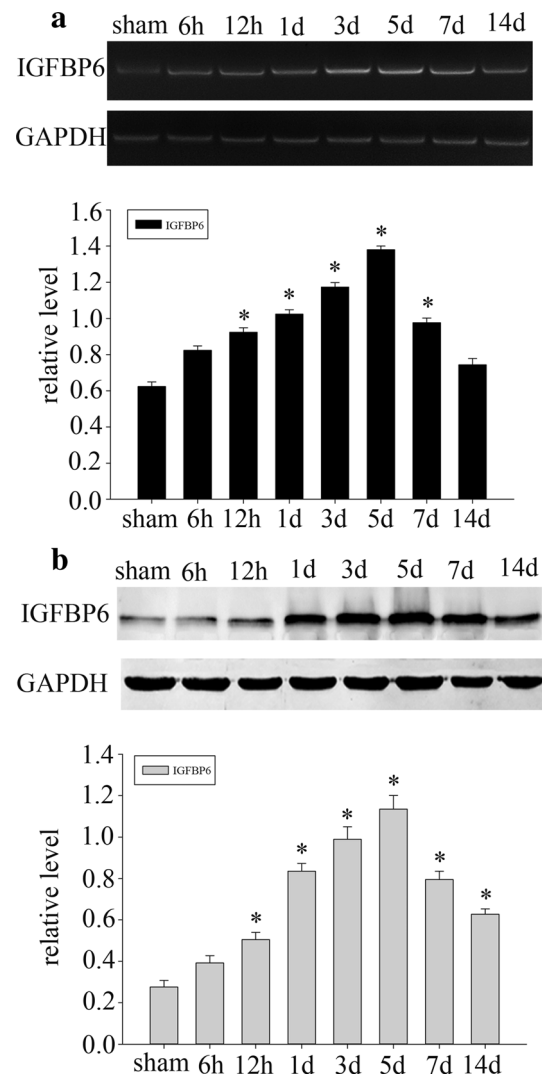 a
sham 6h 12h 1d 3d 5d 7d 14d
IGFBP6
GAPDH
1.6
1.4
1.2
1.0
0.8
0.6
0.4
0.2
0.0
relative level
IGFBP6
* * * * *
sham 6h 12h 1d 3d 5d 7d 14d
b
sham 6h 12h 1d 3d 5d 7d 14d
IGFBP6
GAPDH
1.4
1.2
1.0
0.8
0.6
0.4
0.2
0.0
relative level
IGFBP6
* * * * * *
sham 6h 12h 1d 3d 5d 7d 14d